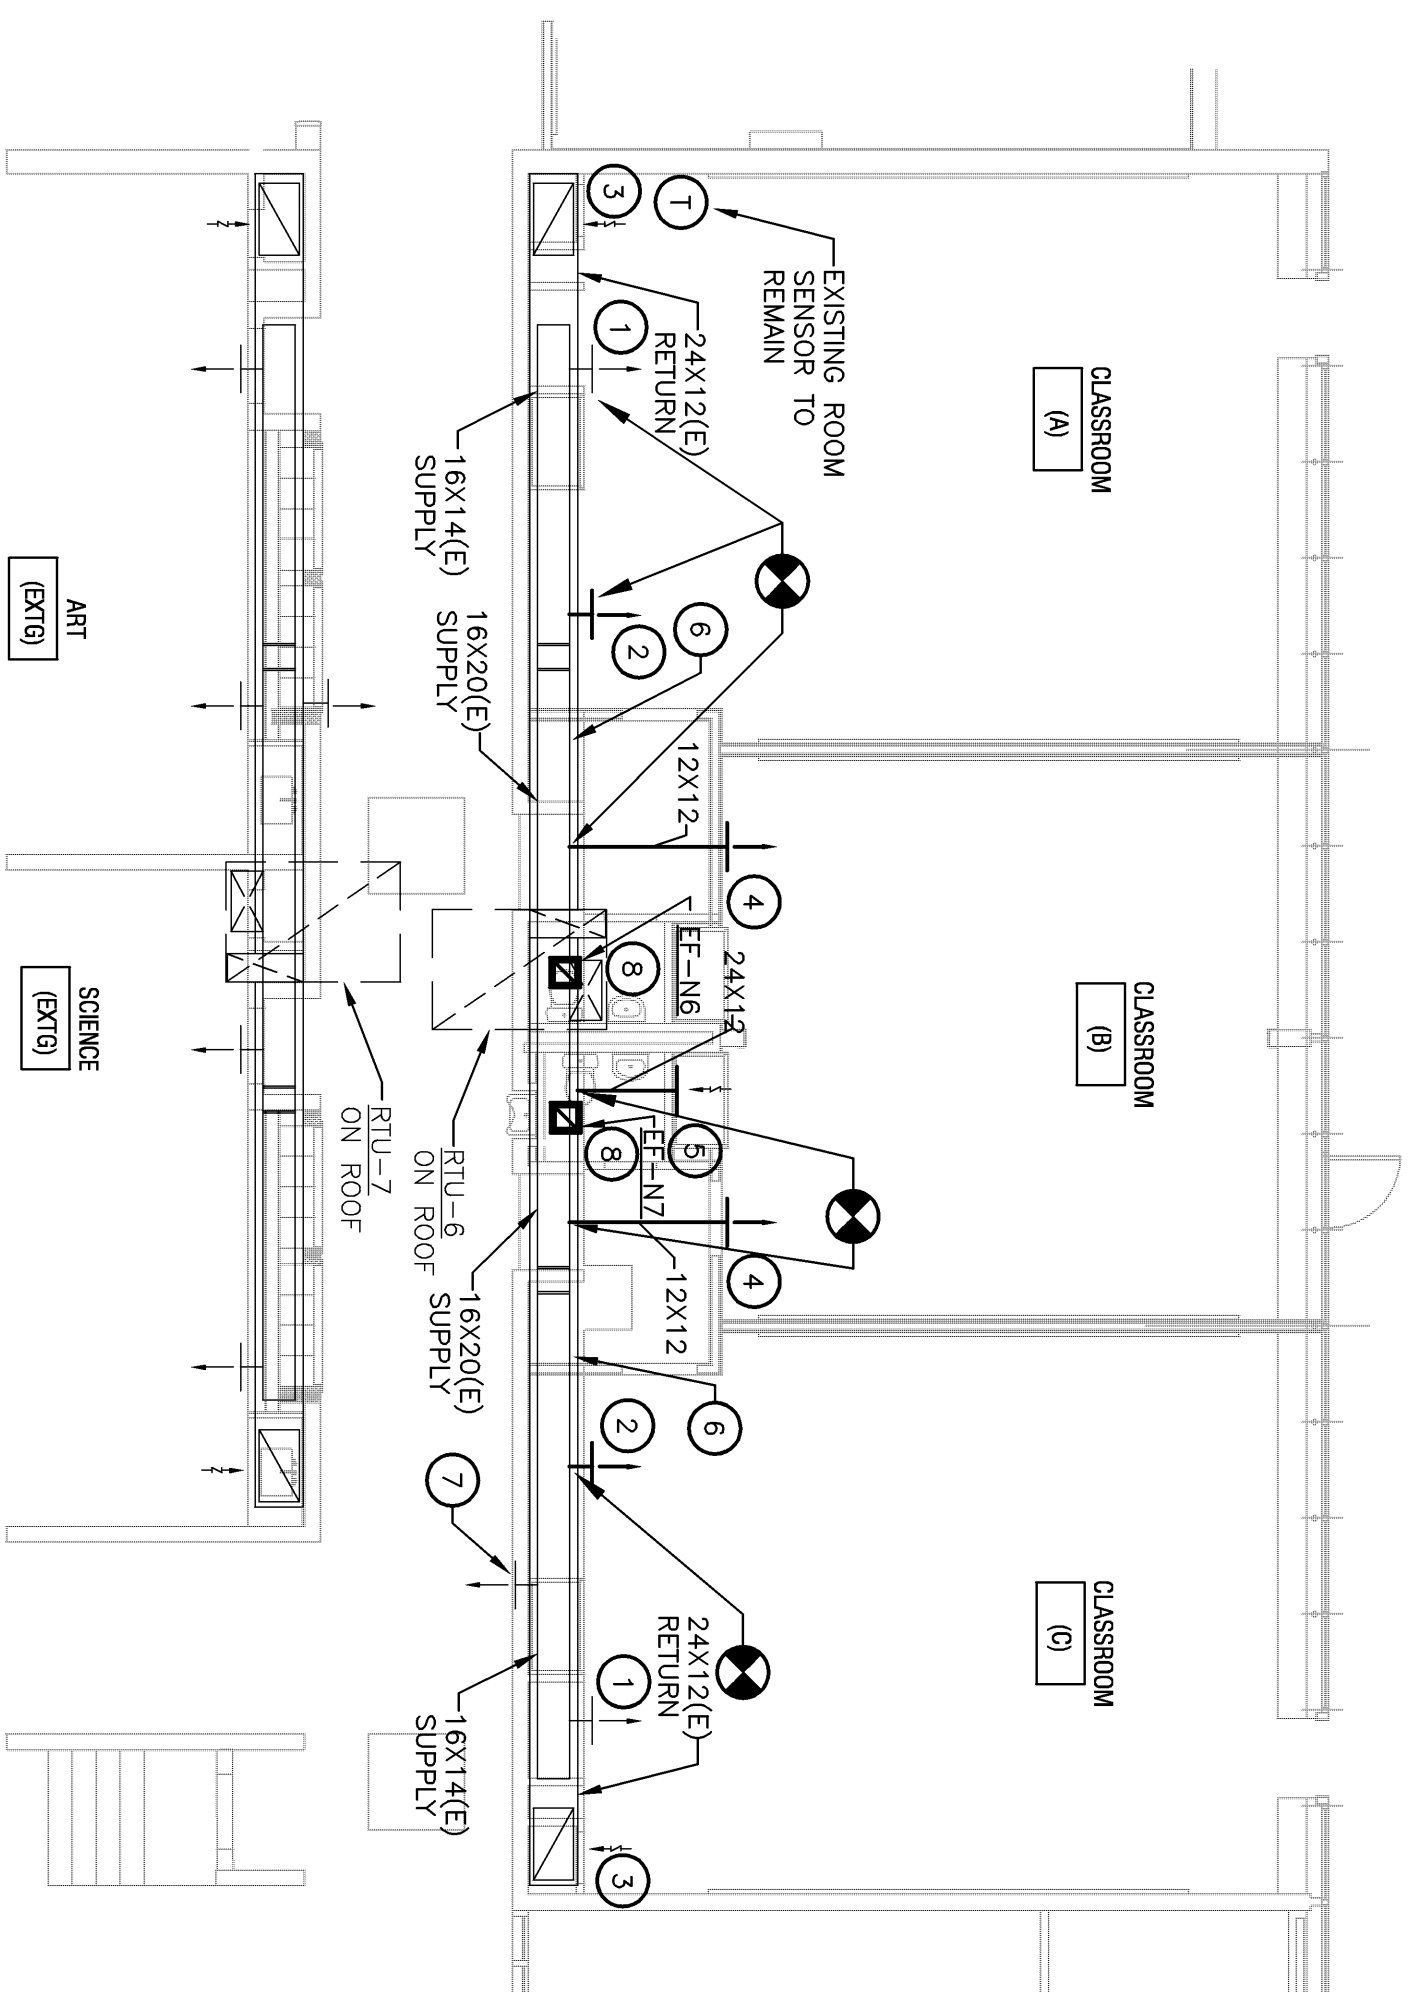 CLASSROOM
(A)
CLASSROOM
(B)
CLASSROOM
(C)
EXISTING ROOM
SENSOR TO
REMAIN
T
3
1
24X12(E)
RETURN
2
6
12X12
4
24X12
EF-N6
8
5
EF-N7
8
4
12X12
6
2
24X12(E)
RETURN
1
3
16X14(E)
SUPPLY
16X20(E)
SUPPLY
RTU-6
ON ROOF
16X20(E)
SUPPLY
7
16X14(E)
SUPPLY
RTU-7
ON ROOF
ART
(EXTG)
SCIENCE
(EXTG)